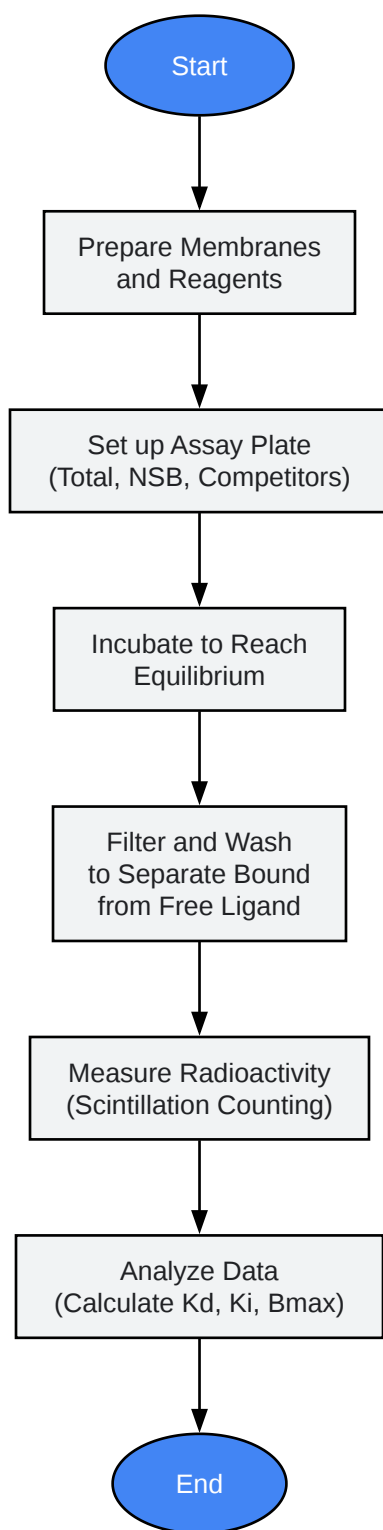 Start
Prepare Membranes
and Reagents
Set up Assay Plate
(Total, NSB, Competitors)
Incubate to Reach
Equilibrium
Filter and Wash
to Separate Bound
from Free Ligand
Measure Radioactivity
(Scintillation Counting)
Analyze Data
(Calculate Kd, Ki, Bmax)
End